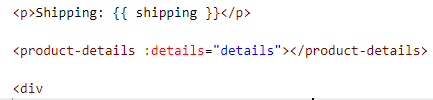 <p>Shipping: {{ shipping }}</p>
<product-details :details="details"></product-details>
<div